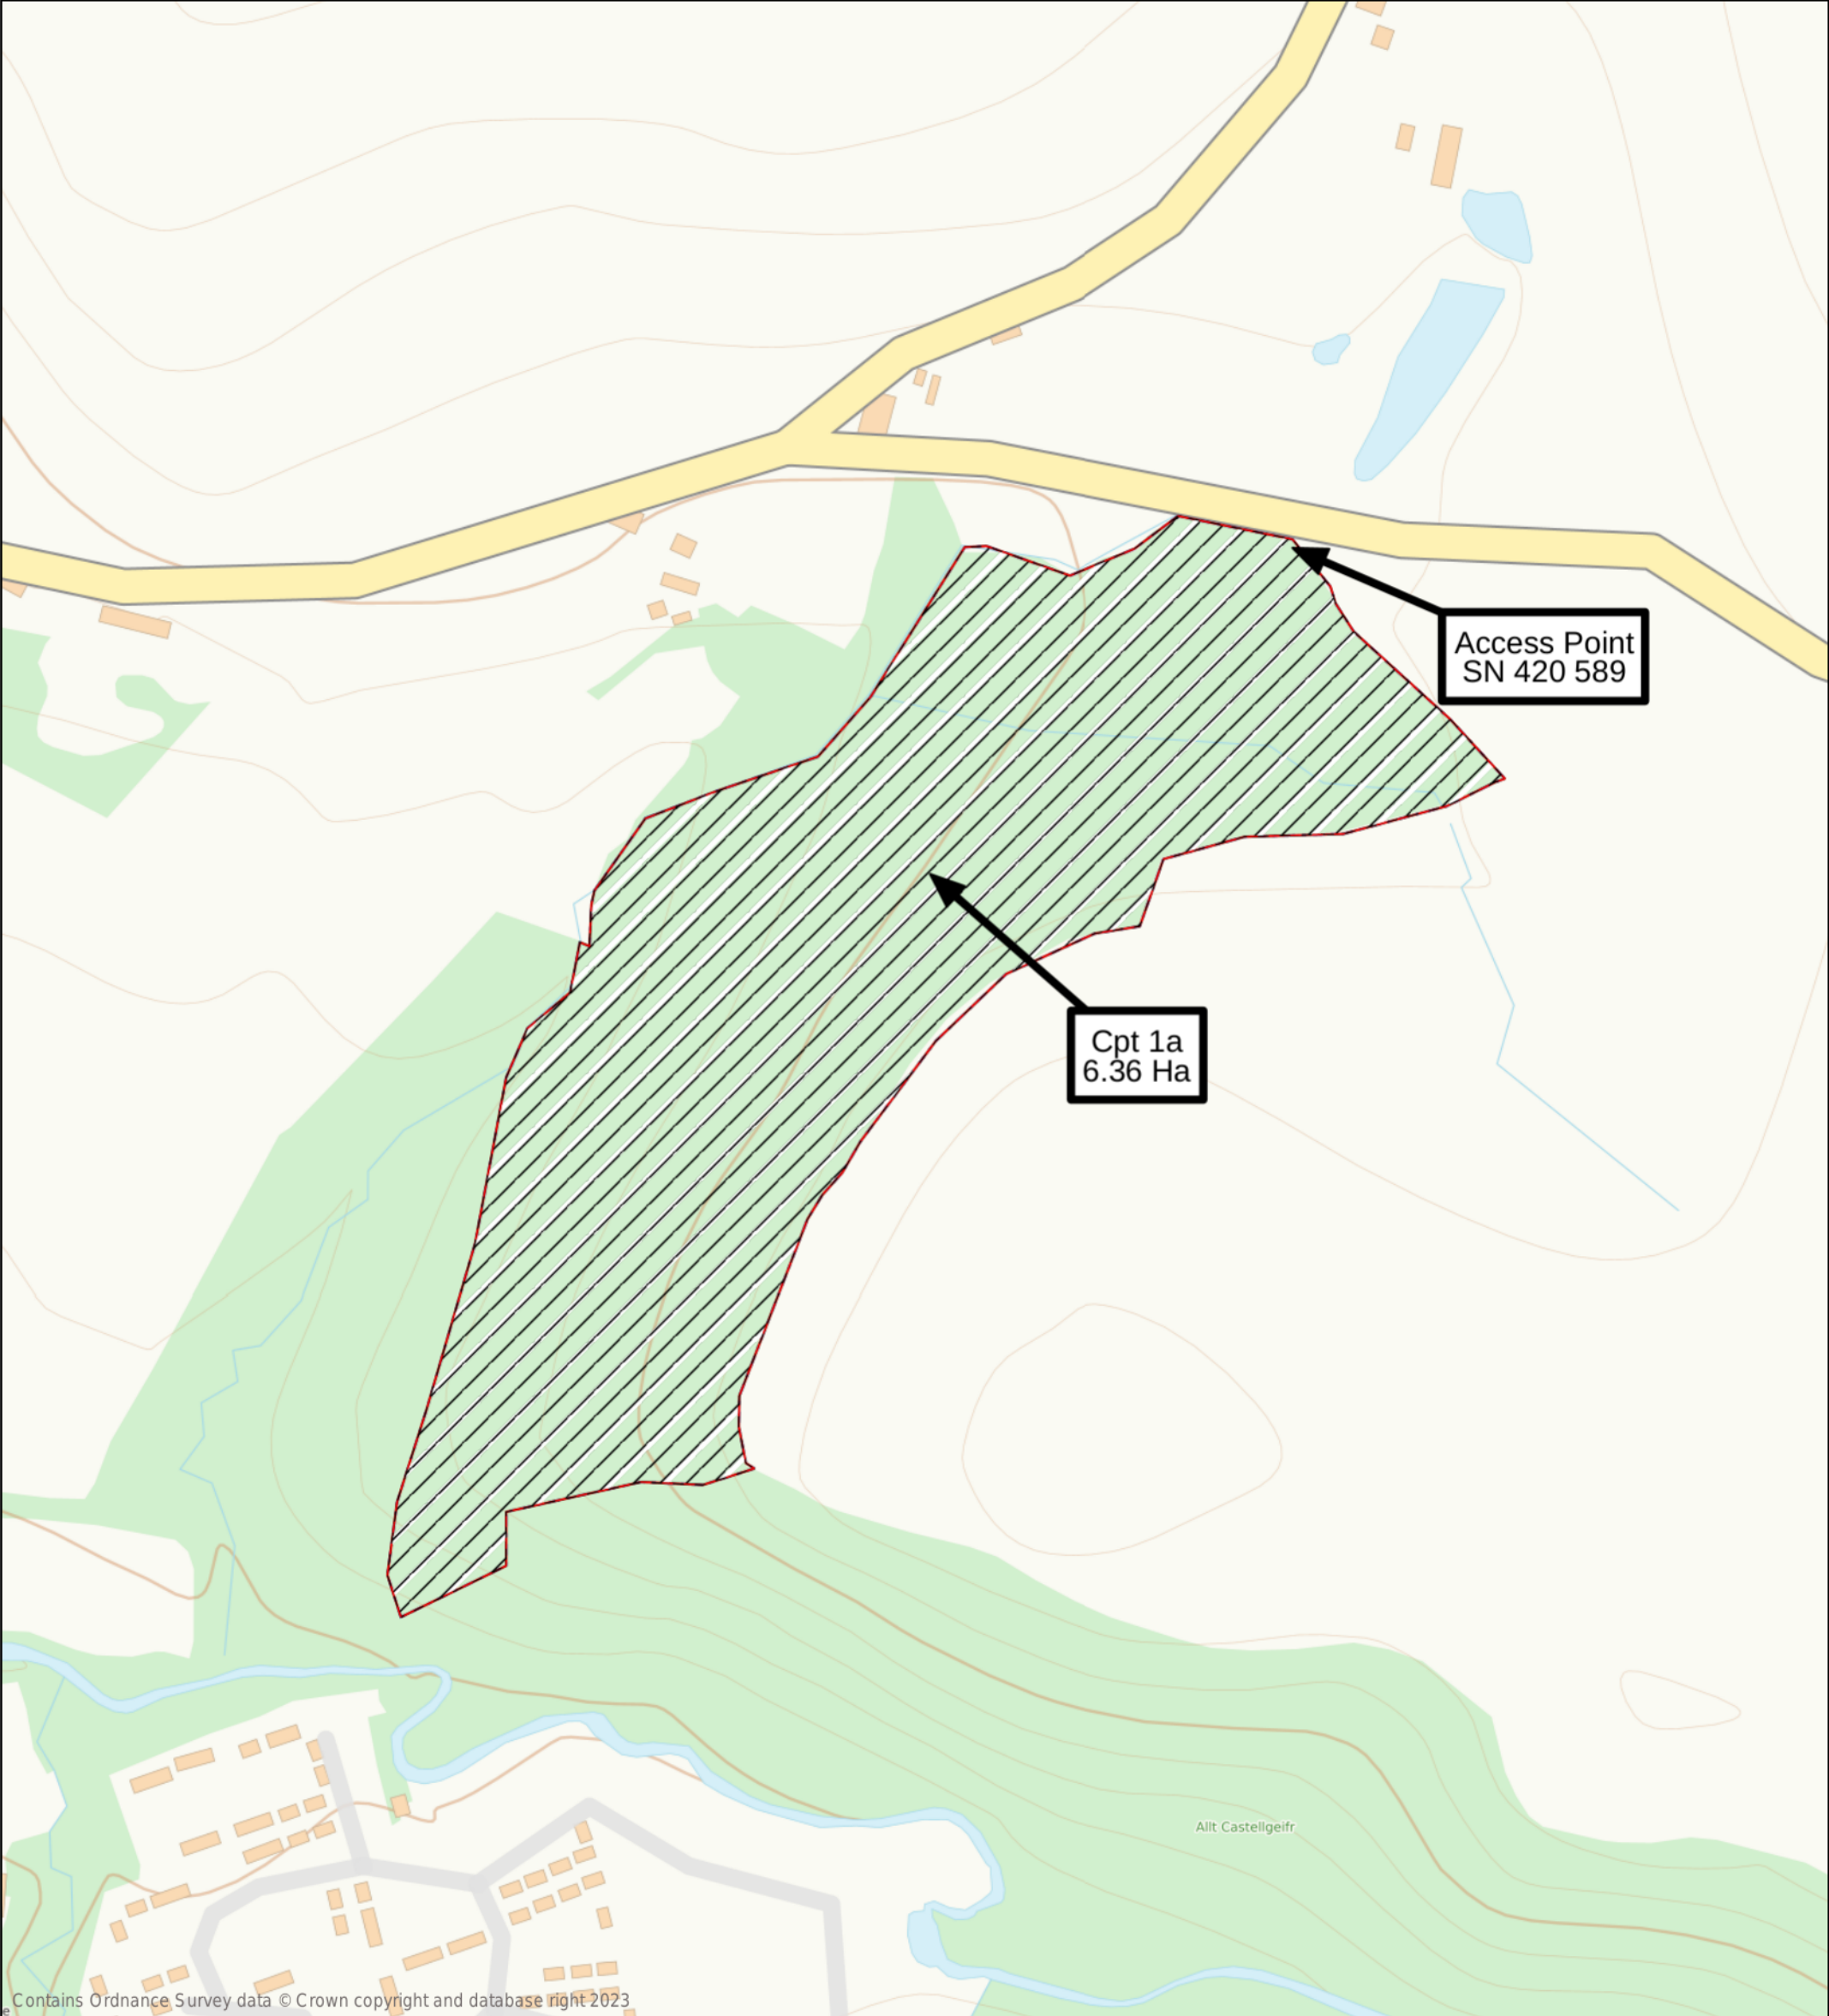 Access Point
SN 420 589
Cpt 1a
6.36 Ha
Allt Castellgeifr
Contains Ordnance Survey data © Crown copyright and database right 2023